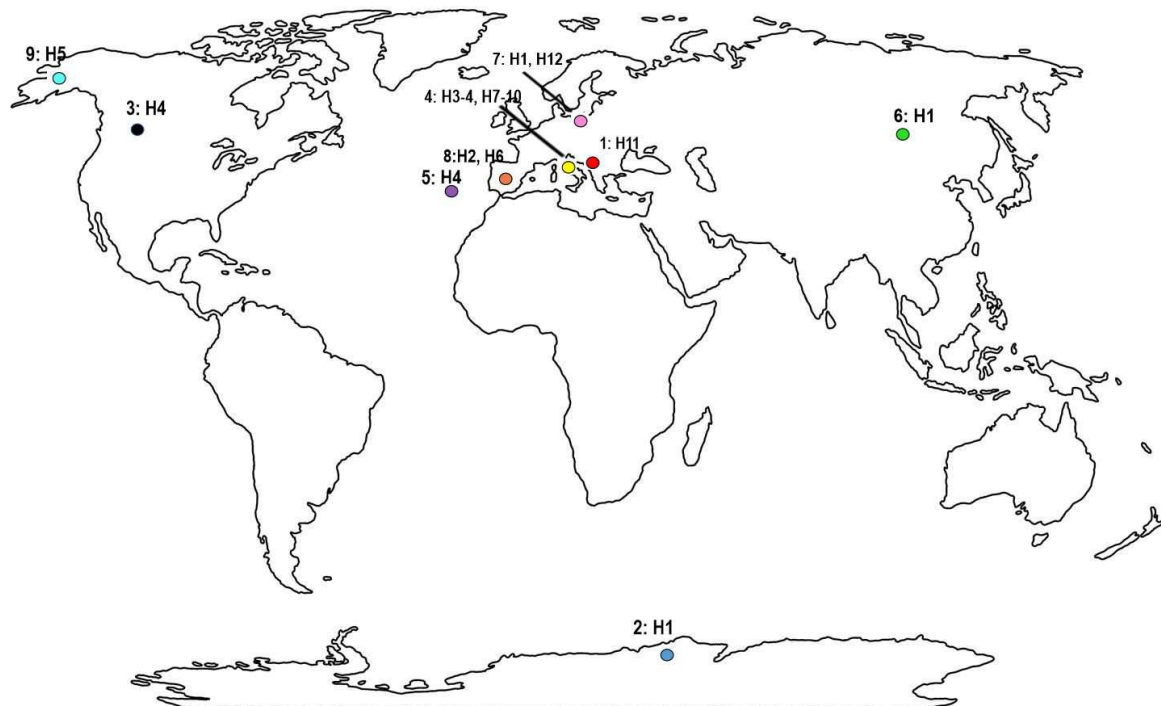 9: H5
7: H1, H12
4: H3-4, H7-10
3: H4
6: H1
1: H11
8:H2, H6
5: H4
2: H1